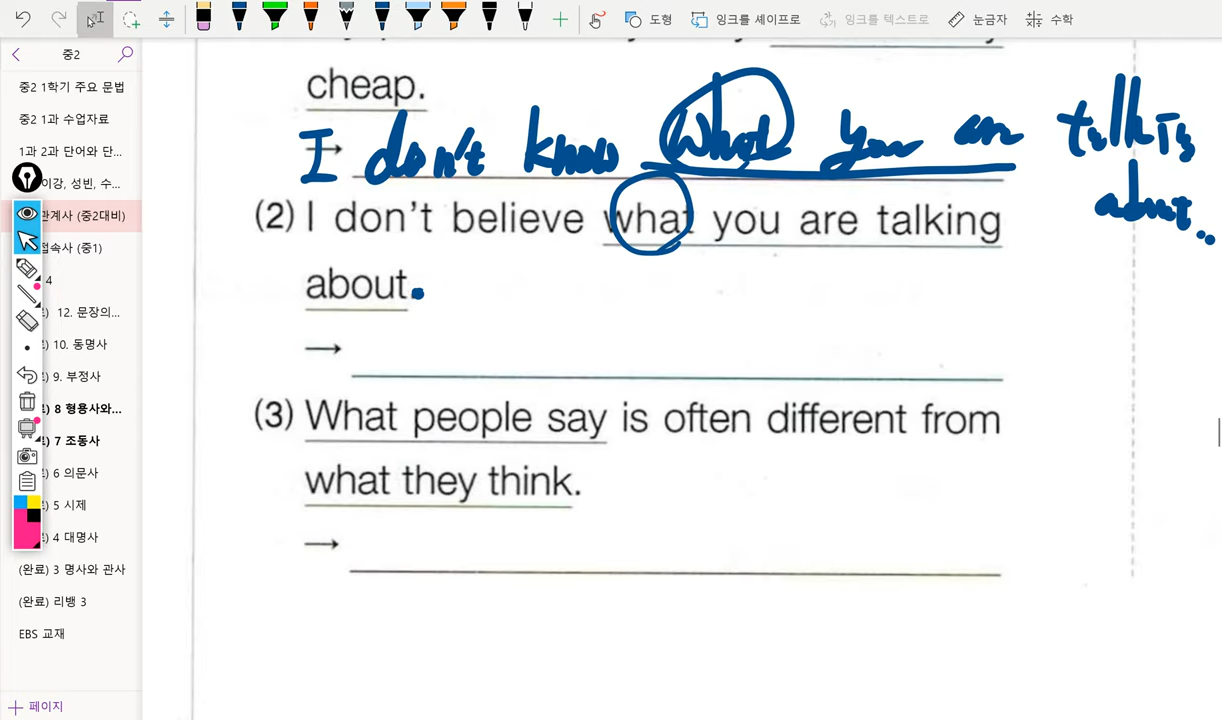 도형
잉크를 셰이프로
잉크를 텍스트로
눈금자
수학
중2
중2 1학기 주요 문법
중2 1과 수업자료
1과 2과 단어와 단...
이강, 성빈, 수...
관계사 (중2대비)
접속사 (중1)
4
) 12. 문장의...
) 10. 동명사
) 9. 부정사
) 8 형용사와...
) 7 조동사
) 6 의문사
) 5 시제
) 4 대명사
(완료) 3 명사와 관사
(완료) 리뱅 3
EBS 교재
페이지
cheap.
→ I don't know what you are talking
about..
(2) I don't believe what you are talking
about.
→
(3) What people say is often different from
what they think.
→